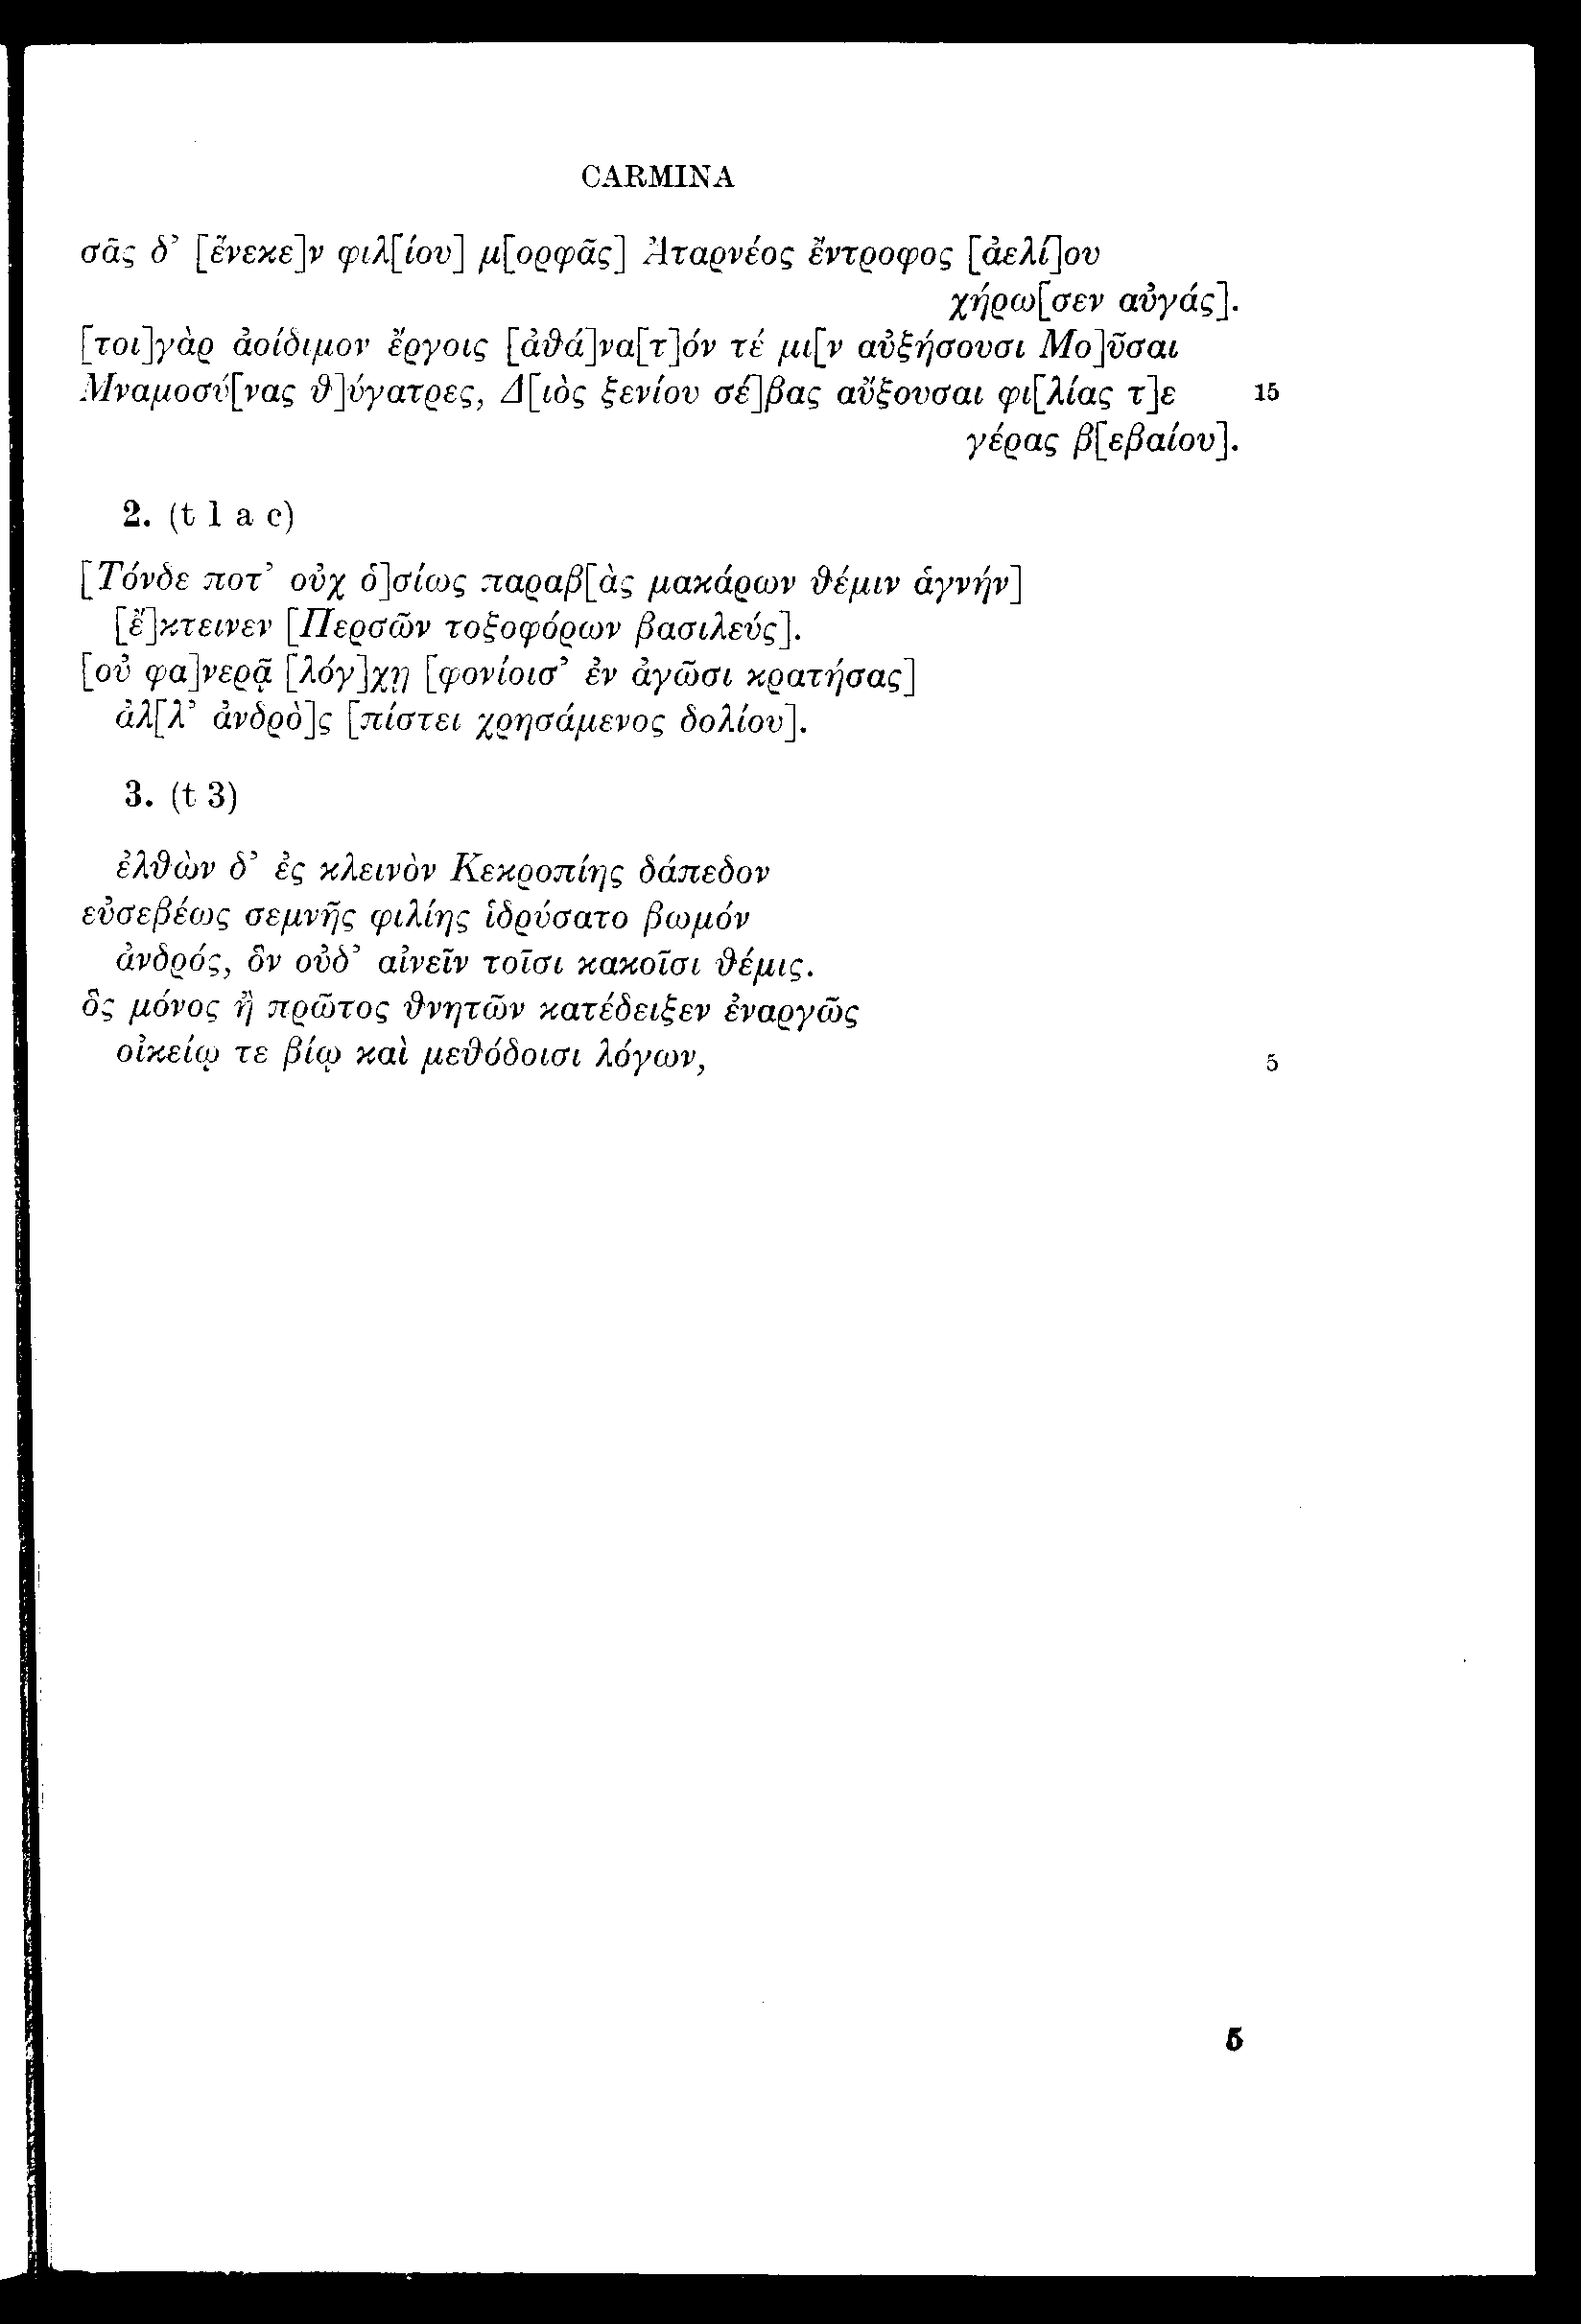 CARMINA
σᾶς δ’ [ἕνεκε]ν φιλ[ίου] μ[ορφᾶς] Ἀταρνέος ἔντροφος [ἀελί]ου
χήρω[σεν αὐγάς].
[τοι]γὰρ ἀοίδιμον ἔργοις [ἀθά]να[τ]όν τέ μι[ν αὐξήσουσι Μο]ῦσαι
Μναμοσύ[νας θ]ύγατρες, Δ[ιὸς ξενίου σέ]βας αὔξουσαι φι[λίας τ]ε 15
γέρας β[εβαίου].
2. (t 1 a c)
[Τόνδε ποτ’ οὐχ ὁ]σίως παραβ[ὰς μακάρων θέμιν ἁγνήν]
[ἔ]κτεινεν [Περσῶν τοξοφόρων βασιλεύς].
[οὐ φα]νερᾷ [λόγ]χῃ [φονίοισ’ ἐν ἀγῶσι κρατήσας]
ἀλ[λ’ ἀνδρὸ]ς [πίστει χρησάμενος δολίου].
3. (t 3)
ἐλθὼν δ’ ἐς κλεινὸν Κεκροπίης δάπεδον
εὐσεβέως σεμνῆς φιλίης ἱδρύσατο βωμόν
ἀνδρός, ὃν οὐδ’ αἰνεῖν τοῖσι κακοῖσι θέμις.
ὃς μόνος ἢ πρῶτος θνητῶν κατέδειξεν ἐναργῶς
οἰκείῳ τε βίῳ καὶ μεθόδοισι λόγων, 5
5